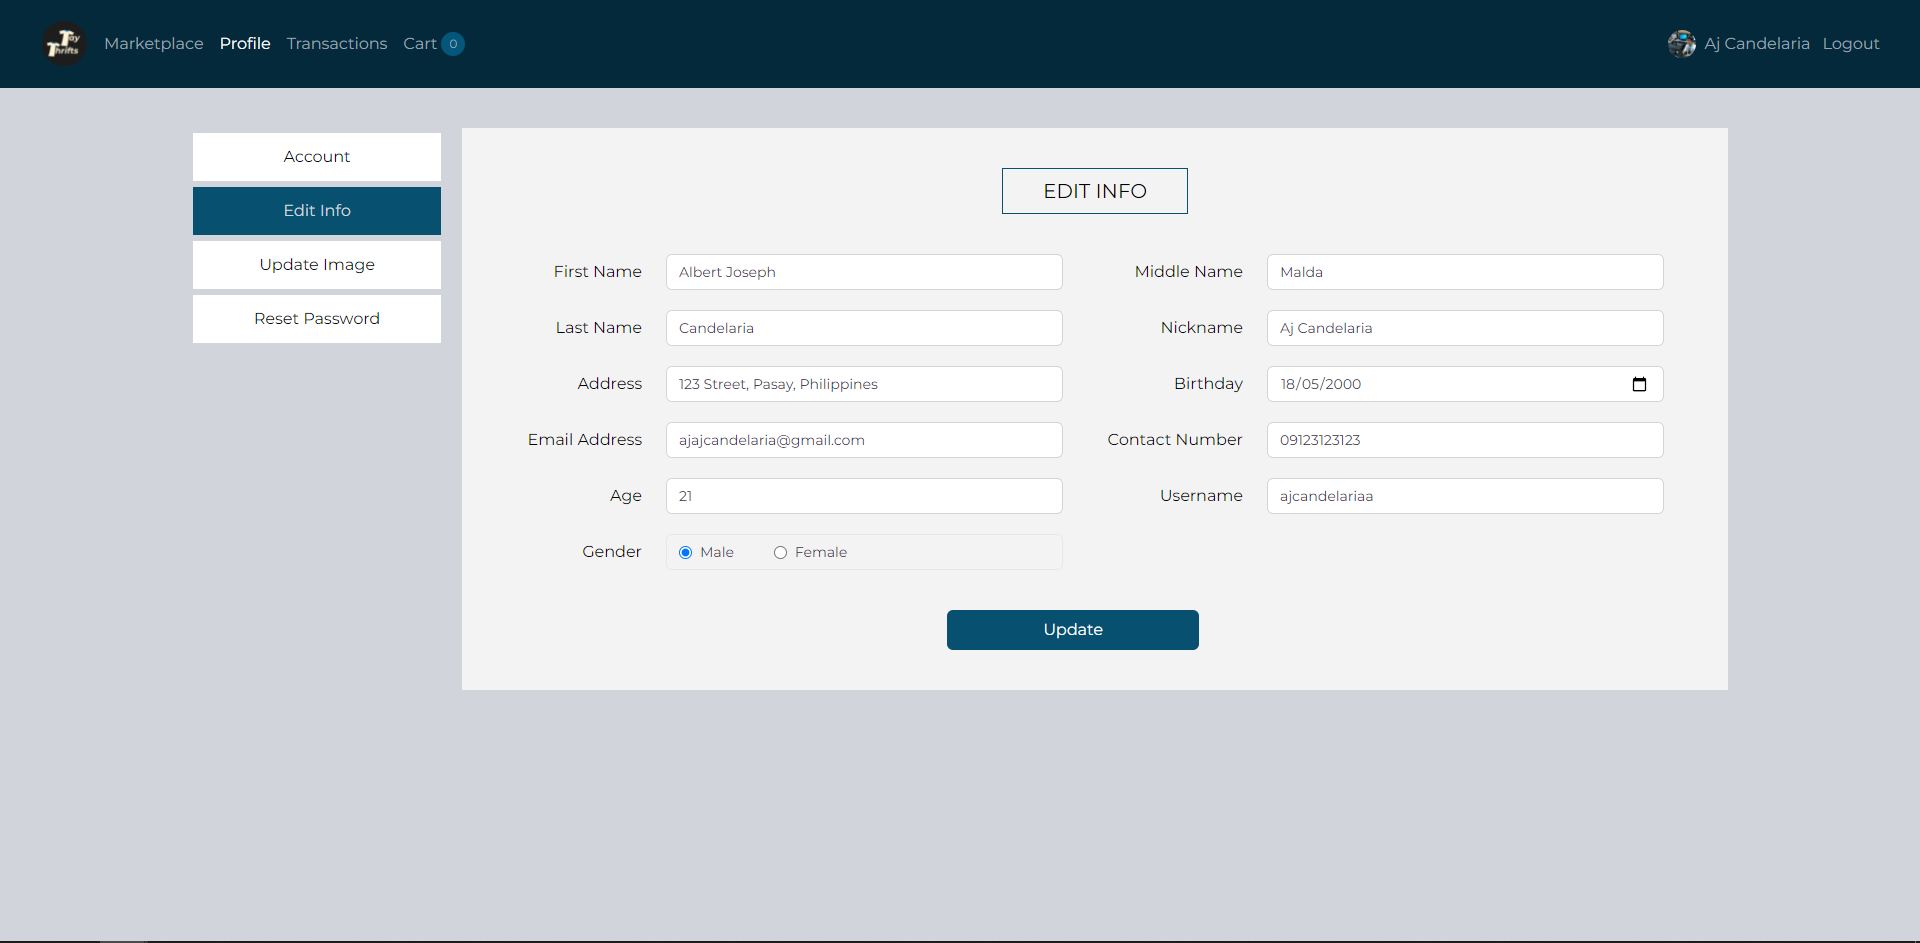 Tay Thrifts
Marketplace Profile Transactions Cart 0
Aj Candelaria Logout
Account
Edit Info
Update Image
Reset Password
EDIT INFO
First Name Albert Joseph
Middle Name Malda
Last Name Candelaria
Nickname Aj Candelaria
Address 123 Street, Pasay, Philippines
Birthday 18/05/2000
Email Address ajajcandelaria@gmail.com
Contact Number 09123123123
Age 21
Username ajcandelariaa
Gender Male Female
Update